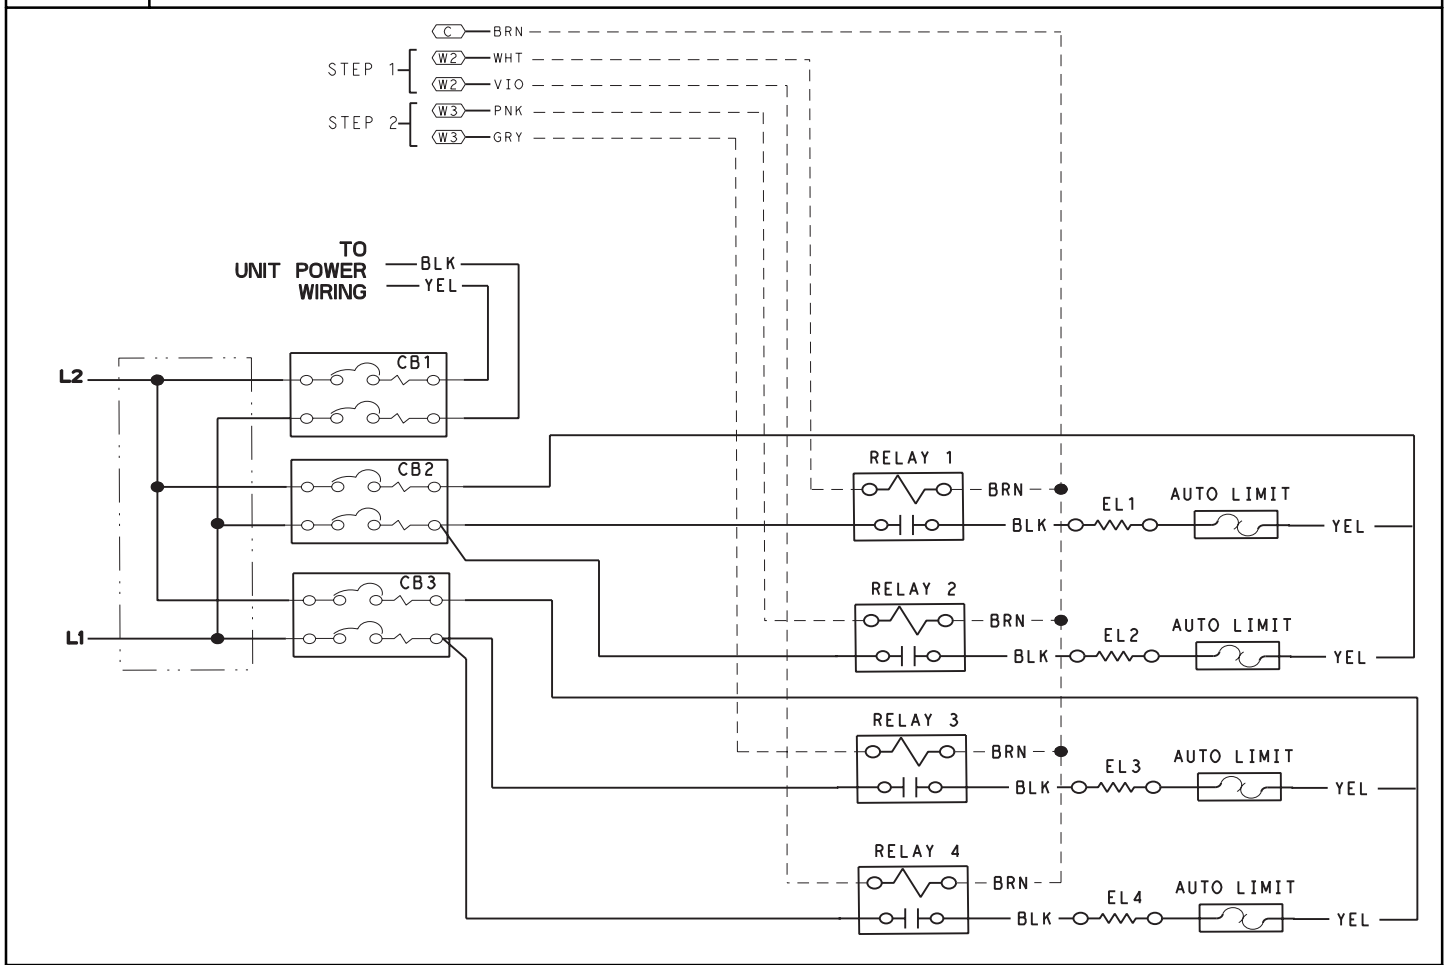 C BRN
STEP 1 W2 WHT
W2 VIO
STEP 2 W3 PNK
W3 GRY
TO
UNIT POWER
WIRING
BLK
YEL
L2
CB1
CB2
CB3
L1
RELAY 1
BRN
BLK EL1 AUTO LIMIT YEL
RELAY 2
BRN
BLK EL2 AUTO LIMIT YEL
RELAY 3
BRN
BLK EL3 AUTO LIMIT YEL
RELAY 4
BRN
BLK EL4 AUTO LIMIT YEL